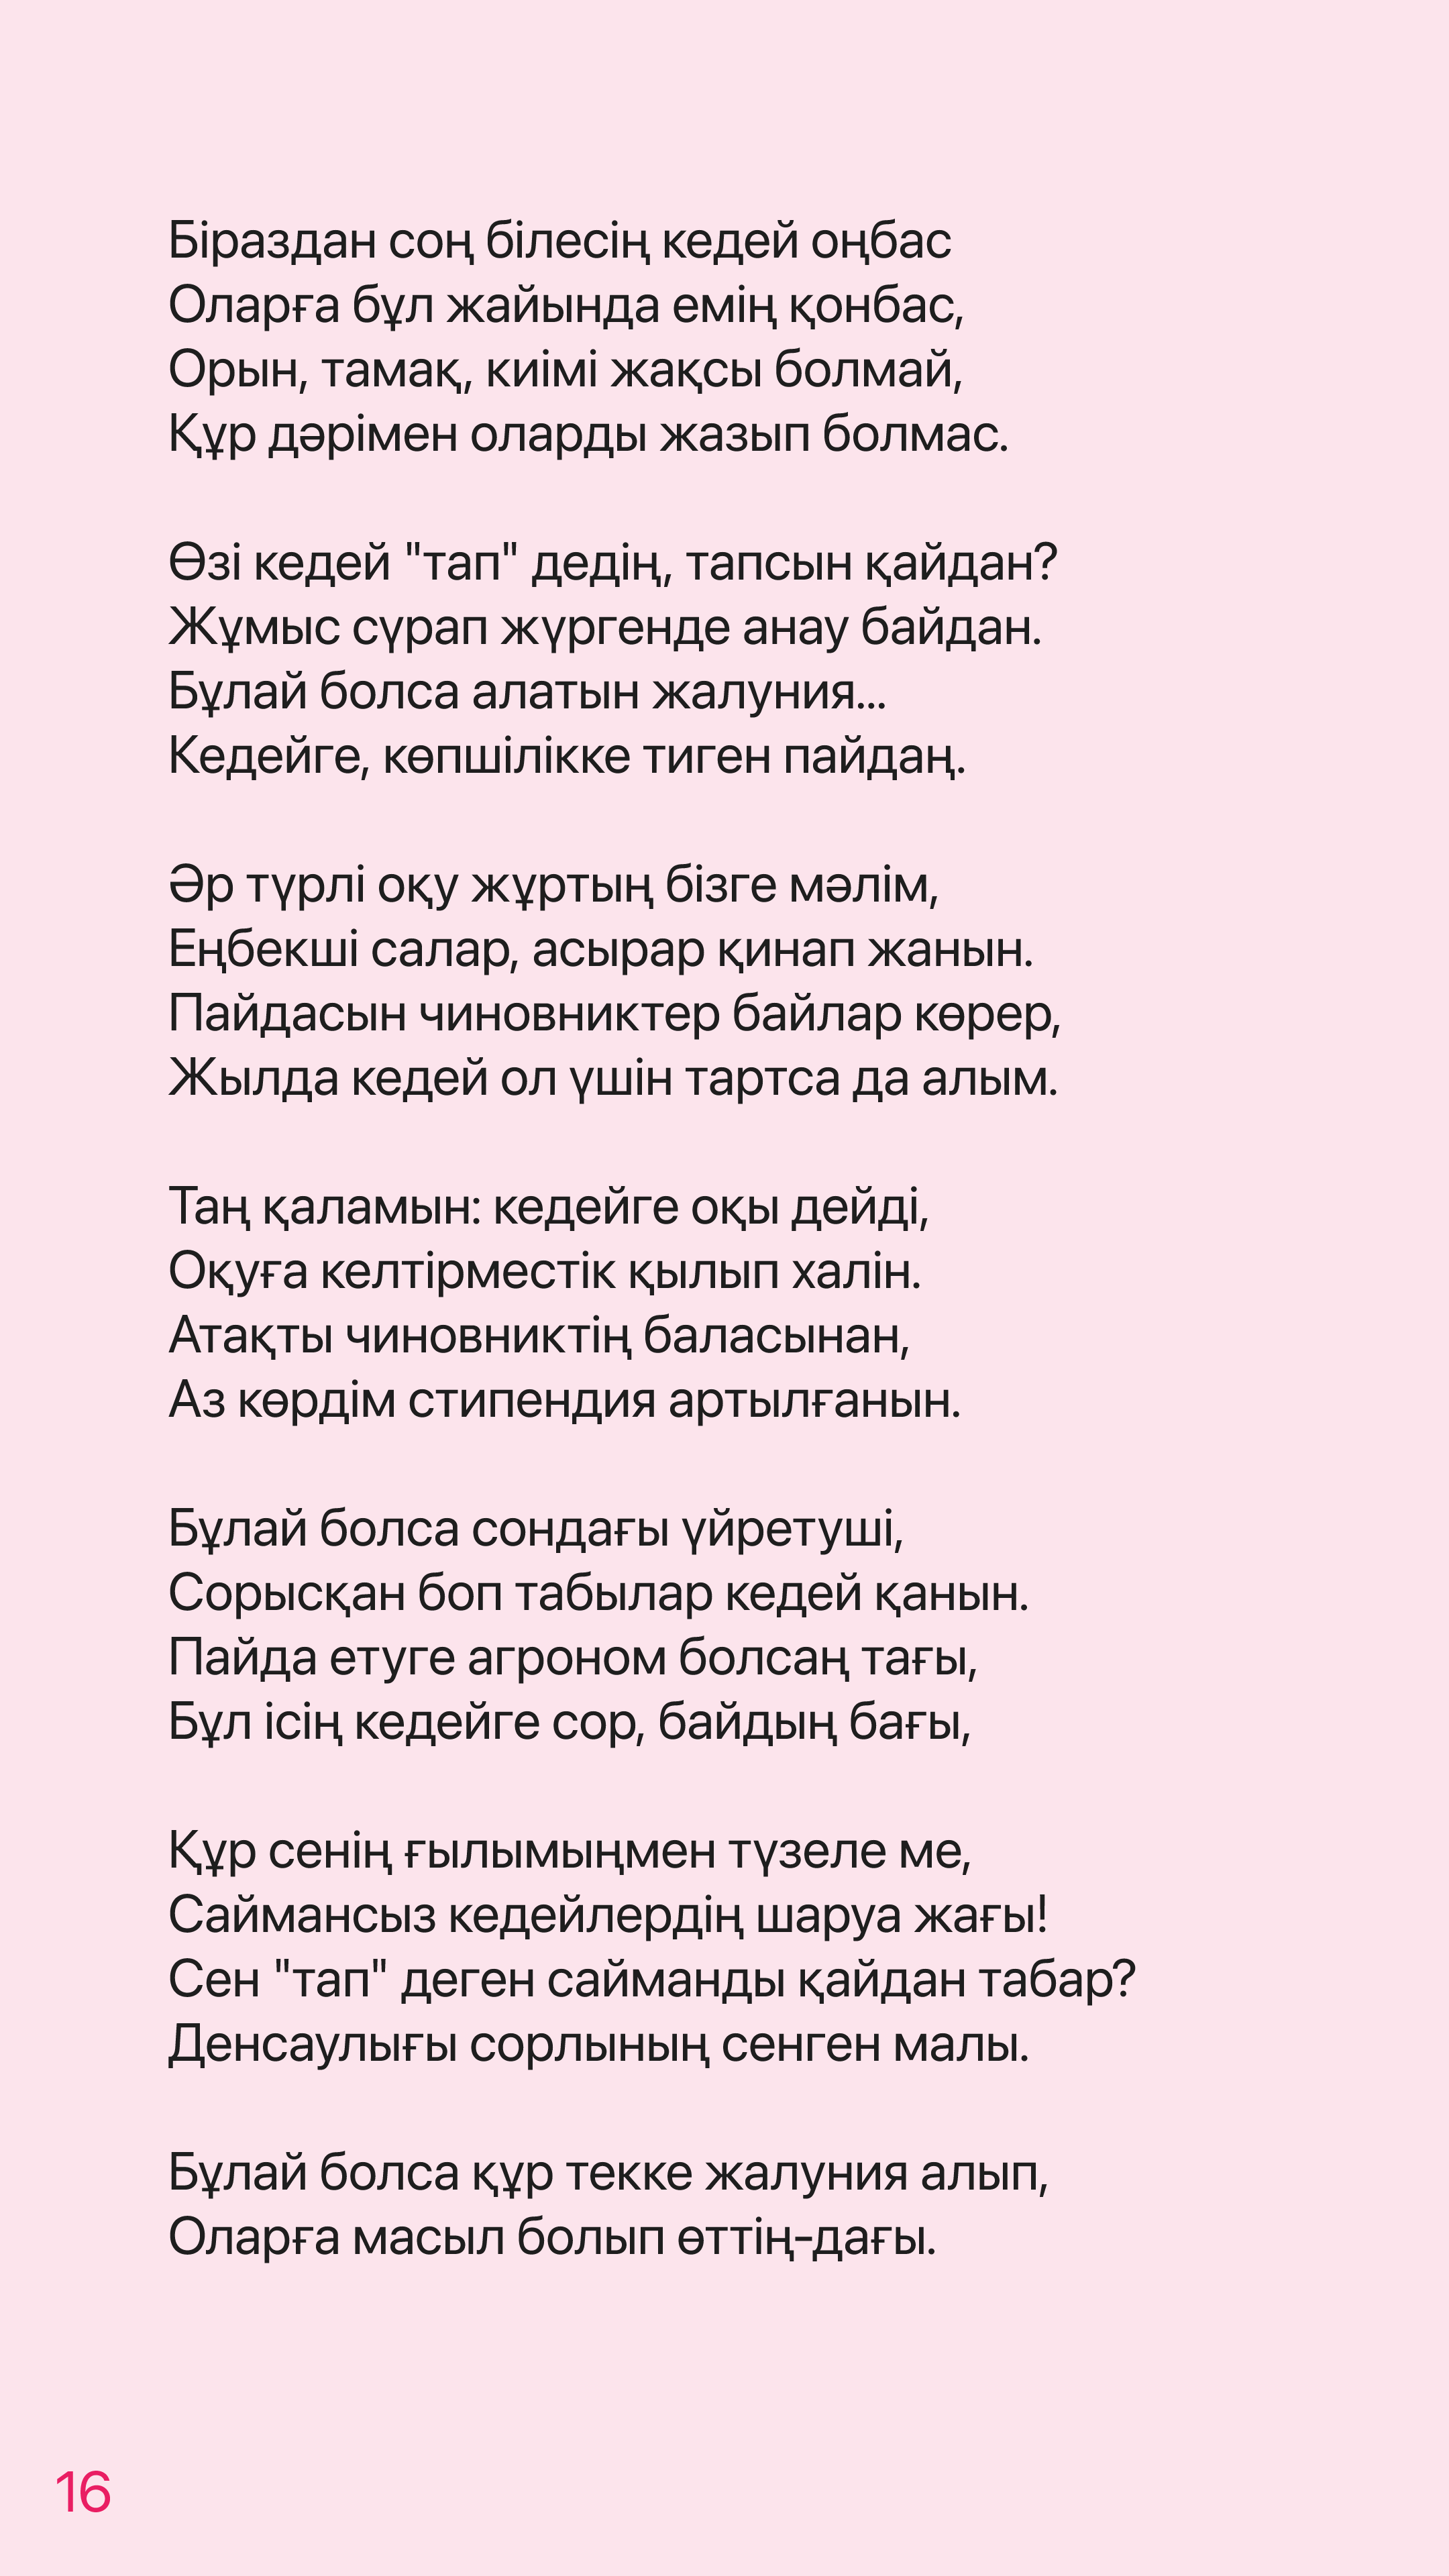 Біраздан соң білесің кедей оңбас
Оларға бұл жайында емің қонбас,
Орын, тамақ, киімі жақсы болмай,
Құр дәрімен оларды жазып болмас.

Өзі кедей "тап" дедің, тапсын қайдан?
Жұмыс сүрап жүргенде анау байдан.
Бұлай болса алатын жалуния...
Кедейге, көпшілікке тиген пайдаң.

Әр түрлі оқу жұртың бізге мәлім,
Еңбекші салар, асырар қинап жанын.
Пайдасын чиновниктер байлар көрер,
Жылда кедей ол үшін тартса да алым.

Таң қаламын: кедейге оқы дейді,
Оқуға келтірместік қылып халін.
Атақты чиновниктің баласынан,
Аз көрдім стипендия артылғанын.

Бұлай болса сондағы үйретуші,
Сорысқан боп табылар кедей қанын.
Пайда етуге агроном болсаң тағы,
Бұл ісің кедейге сор, байдың бағы,

Құр сенің ғылымыңмен түзеле ме,
Саймансыз кедейлердің шаруа жағы!
Сен "тап" деген сайманды қайдан табар?
Денсаулығы сорлының сенген малы.

Бұлай болса құр текке жалуния алып,
Оларға масыл болып өттің-дағы.

16